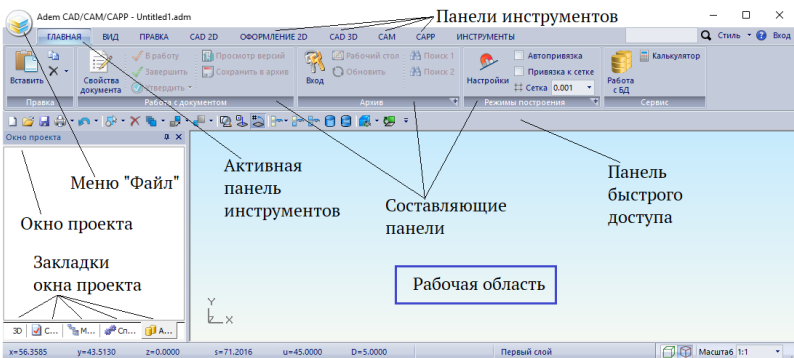 Adem CAD/CAM/CAPP - Untitled1.adm
Панели инструментов
ГЛАВНАЯ ВИД ПРАВКА CAD 2D ОФОРМЛЕНИЕ 2D CAD 3D CAM CAPP ИНСТРУМЕНТЫ
Стиль ? Вход
Вставить
Свойства документа
В работу
Завершить
Утвердить
Просмотр версий
Сохранить в архив
Вход
Рабочий стол
Обновить
Поиск 1
Поиск 2
Настройки
Автопривязка
Привязка к сетке
Сетка 0.001
Работа с БД
Калькулятор
Правка Работа с документом Архив Режимы построения Сервис
Окно проекта
Меню "Файл"
Окно проекта
Закладки
окна проекта
Активная
панель
инструментов
Составляющие
панели
Панель
быстрого
доступа
Рабочая область
Y
Z X
3D С... М... Сп... А...
x=56.3585 y=43.5130 z=0.0000 s=71.2016 u=45.0000 D=5.0000 Первый слой Масштаб 1:1